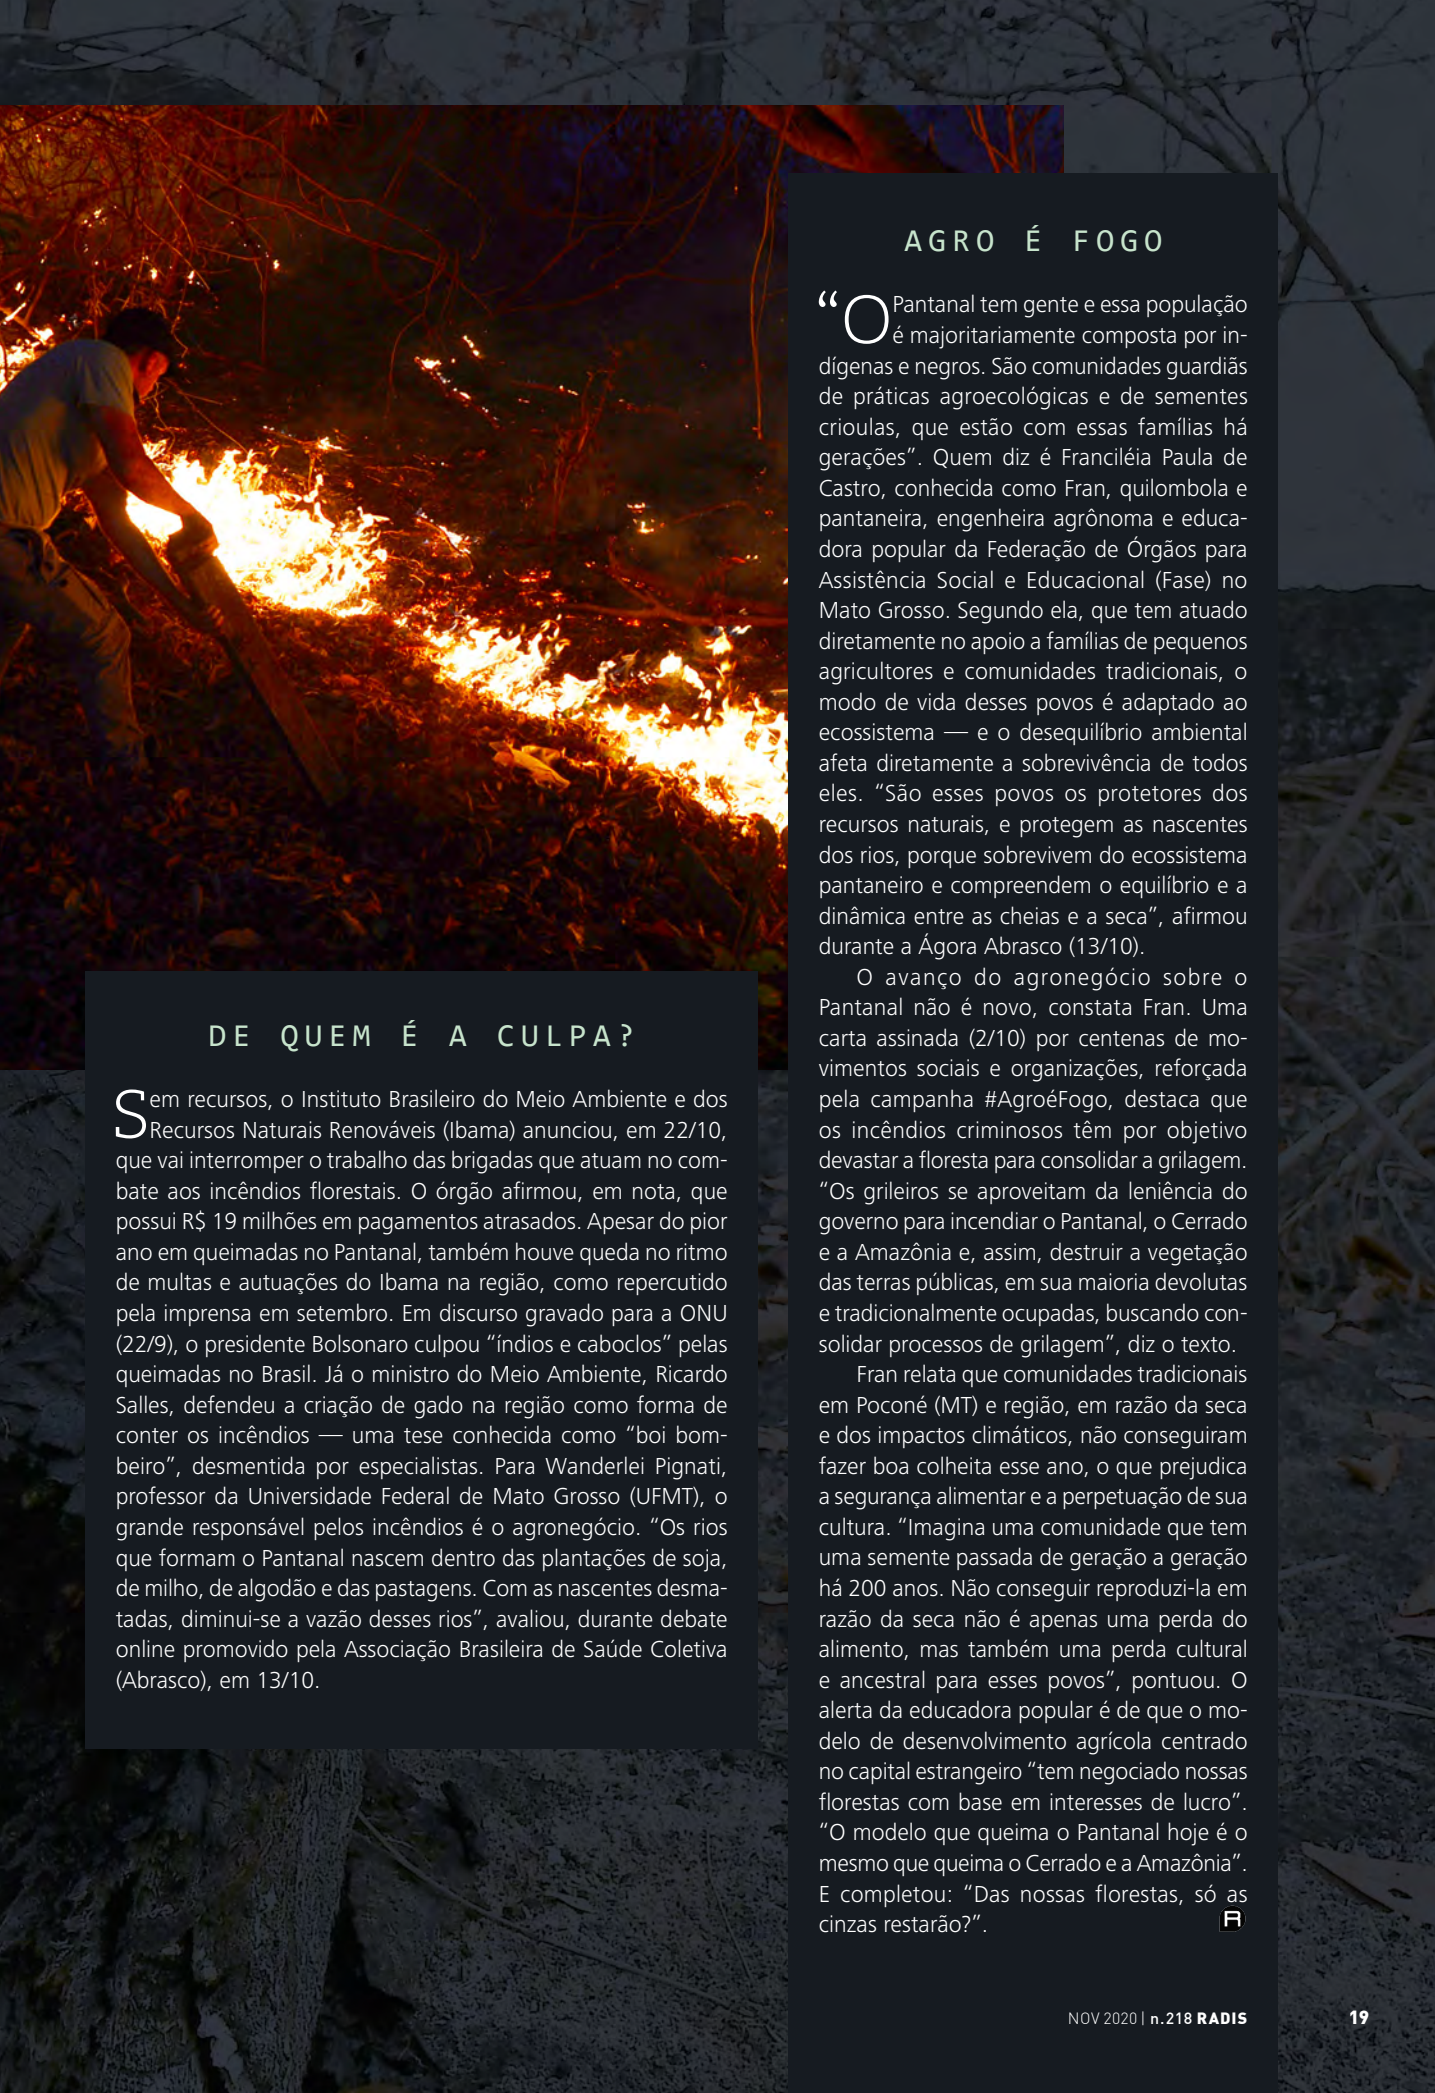 DE QUEM É A CULPA?
Sem recursos, o Instituto Brasileiro do Meio Ambiente e dos
Recursos Naturais Renováveis (Ibama) anunciou, em 22/10,
que vai interromper o trabalho das brigadas que atuam no com-
bate aos incêndios florestais. O órgão afirmou, em nota, que
possui R$ 19 milhões em pagamentos atrasados. Apesar do pior
ano em queimadas no Pantanal, também houve queda no ritmo
de multas e autuações do Ibama na região, como repercutido
pela imprensa em setembro. Em discurso gravado para a ONU
(22/9), o presidente Bolsonaro culpou “índios e caboclos” pelas
queimadas no Brasil. Já o ministro do Meio Ambiente, Ricardo
Salles, defendeu a criação de gado na região como forma de
conter os incêndios — uma tese conhecida como “boi bom-
beiro”, desmentida por especialistas. Para Wanderlei Pignati,
professor da Universidade Federal de Mato Grosso (UFMT), o
grande responsável pelos incêndios é o agronegócio. “Os rios
que formam o Pantanal nascem dentro das plantações de soja,
de milho, de algodão e das pastagens. Com as nascentes desma-
tadas, diminui-se a vazão desses rios”, avaliou, durante debate
online promovido pela Associação Brasileira de Saúde Coletiva
(Abrasco), em 13/10.
AGRO É FOGO
“O Pantanal tem gente e essa população
é majoritariamente composta por in-
dígenas e negros. São comunidades guardiãs
de práticas agroecológicas e de sementes
crioulas, que estão com essas famílias há
gerações”. Quem diz é Franciléia Paula de
Castro, conhecida como Fran, quilombola e
pantaneira, engenheira agrônoma e educa-
dora popular da Federação de Órgãos para
Assistência Social e Educacional (Fase) no
Mato Grosso. Segundo ela, que tem atuado
diretamente no apoio a famílias de pequenos
agricultores e comunidades tradicionais, o
modo de vida desses povos é adaptado ao
ecossistema — e o desequilíbrio ambiental
afeta diretamente a sobrevivência de todos
eles. “São esses povos os protetores dos
recursos naturais, e protegem as nascentes
dos rios, porque sobrevivem do ecossistema
pantaneiro e compreendem o equilíbrio e a
dinâmica entre as cheias e a seca”, afirmou
durante a Ágora Abrasco (13/10).
O avanço do agronegócio sobre o
Pantanal não é novo, constata Fran. Uma
carta assinada (2/10) por centenas de mo-
vimentos sociais e organizações, reforçada
pela campanha #AgroéFogo, destaca que
os incêndios criminosos têm por objetivo
devastar a floresta para consolidar a grilagem.
“Os grileiros se aproveitam da leniência do
governo para incendiar o Pantanal, o Cerrado
e a Amazônia e, assim, destruir a vegetação
das terras públicas, em sua maioria devolutas
e tradicionalmente ocupadas, buscando con-
solidar processos de grilagem”, diz o texto.
Fran relata que comunidades tradicionais
em Poconé (MT) e região, em razão da seca
e dos impactos climáticos, não conseguiram
fazer boa colheita esse ano, o que prejudica
a segurança alimentar e a perpetuação de sua
cultura. “Imagina uma comunidade que tem
uma semente passada de geração a geração
há 200 anos. Não conseguir reproduzi-la em
razão da seca não é apenas uma perda do
alimento, mas também uma perda cultural
e ancestral para esses povos”, pontuou. O
alerta da educadora popular é de que o mo-
delo de desenvolvimento agrícola centrado
no capital estrangeiro “tem negociado nossas
florestas com base em interesses de lucro”.
“O modelo que queima o Pantanal hoje é o
mesmo que queima o Cerrado e a Amazônia”.
E completou: “Das nossas florestas, só as
cinzas restarão?”.
R
NOV 2020 | n.218 RADIS
19